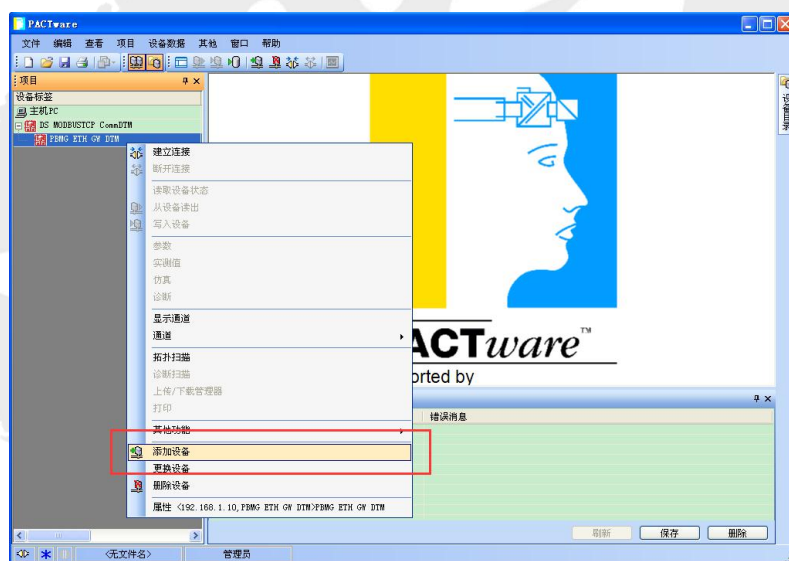 PACTware
文件 编辑 查看 项目 设备数据 其他 窗口 帮助
项目
设备标签
主机PC
DS MODBUSTCP CommDTM
PBMG ETH GW DTM
建立连接
断开连接
读取设备状态
从设备读出
写入设备
参数
实测值
仿真
诊断
显示通道
通道
拓扑扫描
诊断扫描
上传/下载管理器
打印
其他功能
添加设备
更换设备
删除设备
属性 <192.168.1.10,PBMG ETH GW DTM>PBMG ETH GW DTM
设备目录
ACTware™
orted by
错误消息
刷新 保存 删除
<无文件名> 管理员